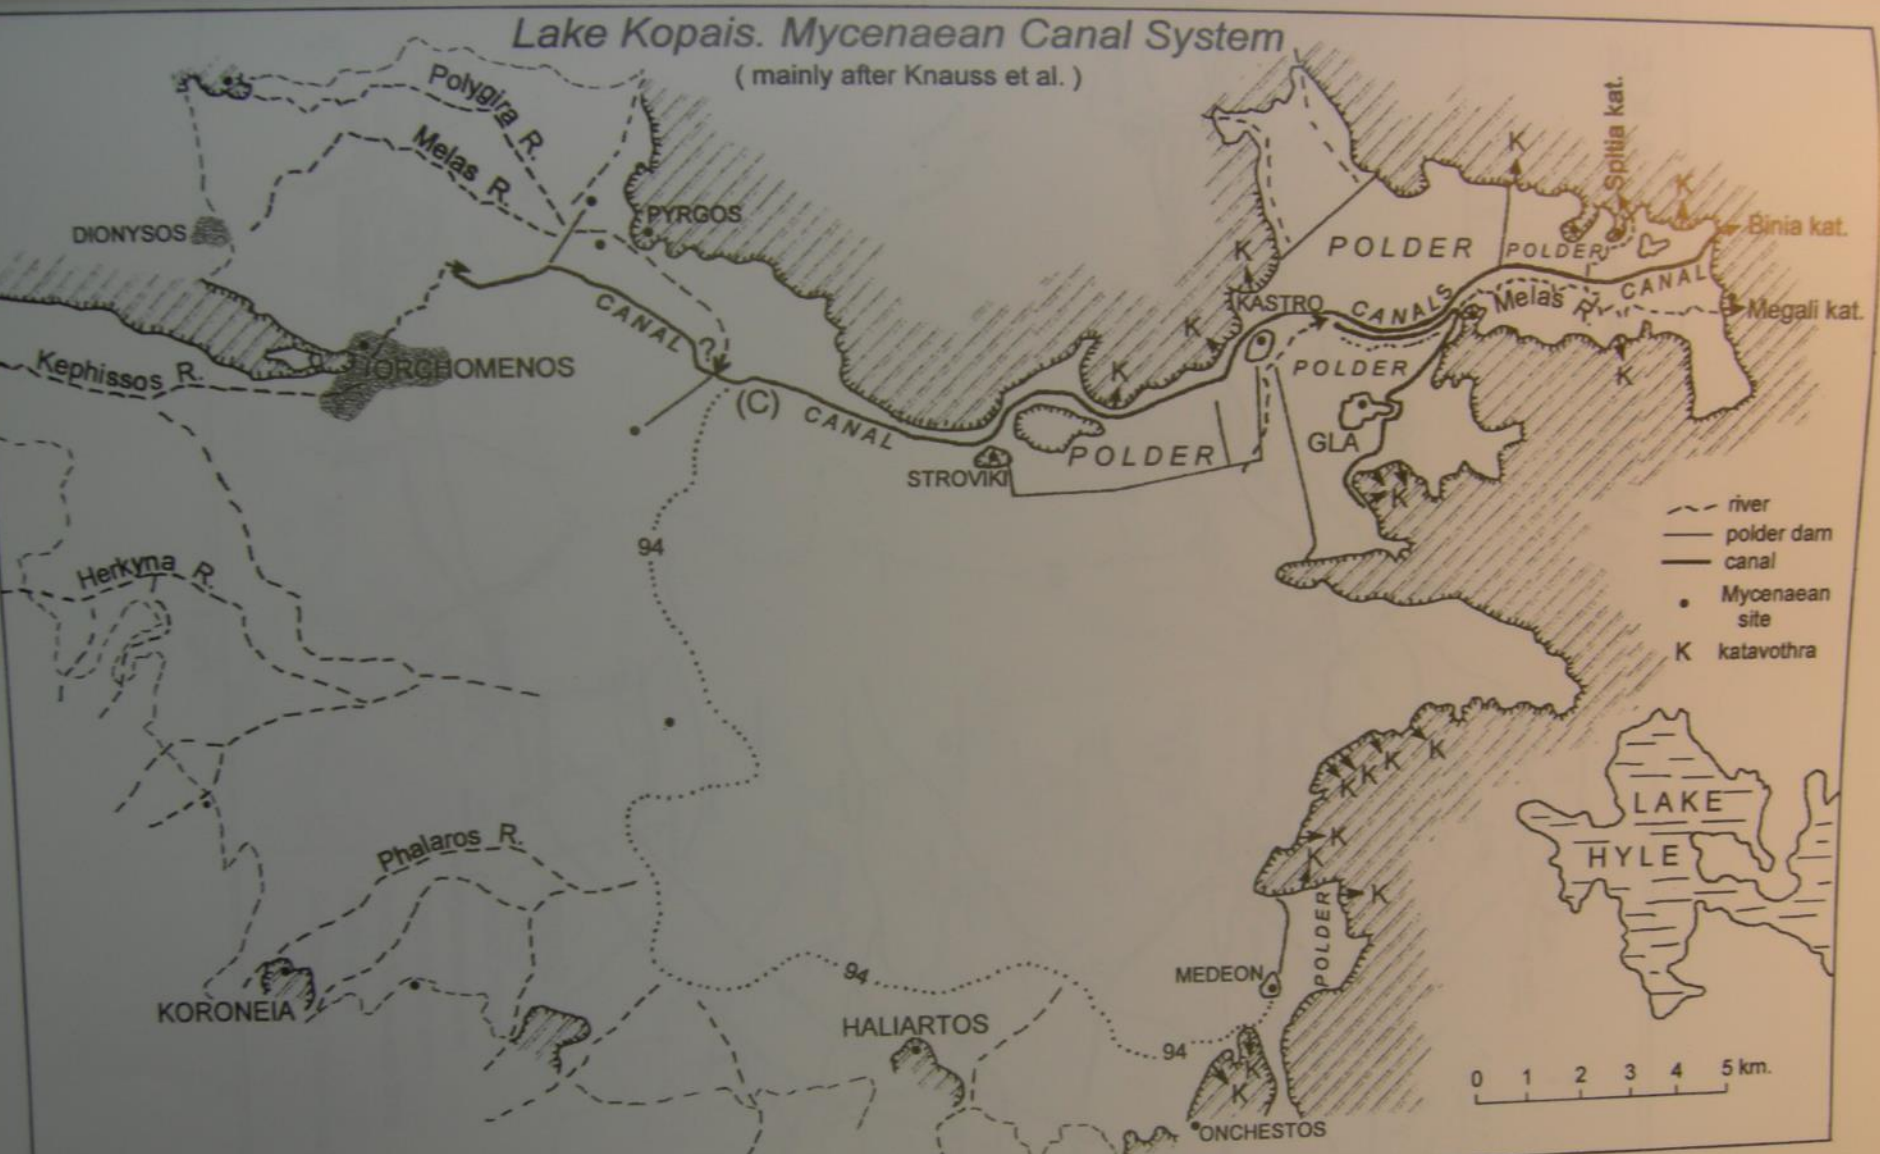 Lake Kopais. Mycenaean Canal System
( mainly after Knauss et al. )
Polygira R.
Melas R.
DIONYSOS
PYRGOS
K
Spitia kat.
K
Binia kat.
POLDER
POLDER
K
KASTRO
CANALS
Melas R.
CANAL
Megali kat.
CANAL
?
K
K
POLDER
K
Kephissos R.
ORCHOMENOS
(C) CANAL
POLDER
GLA
STROVIKI
K
94
river
polder dam
canal
Mycenaean
site
K katavothra
Herkyna R.
K
K
K
K
LAKE
HYLE
K
K
K
Phalaros R.
POLDER
94
MEDEON
KORONEIA
HALIARTOS
94
K
K
0 1 2 3 4 5 km.
ONCHESTOS